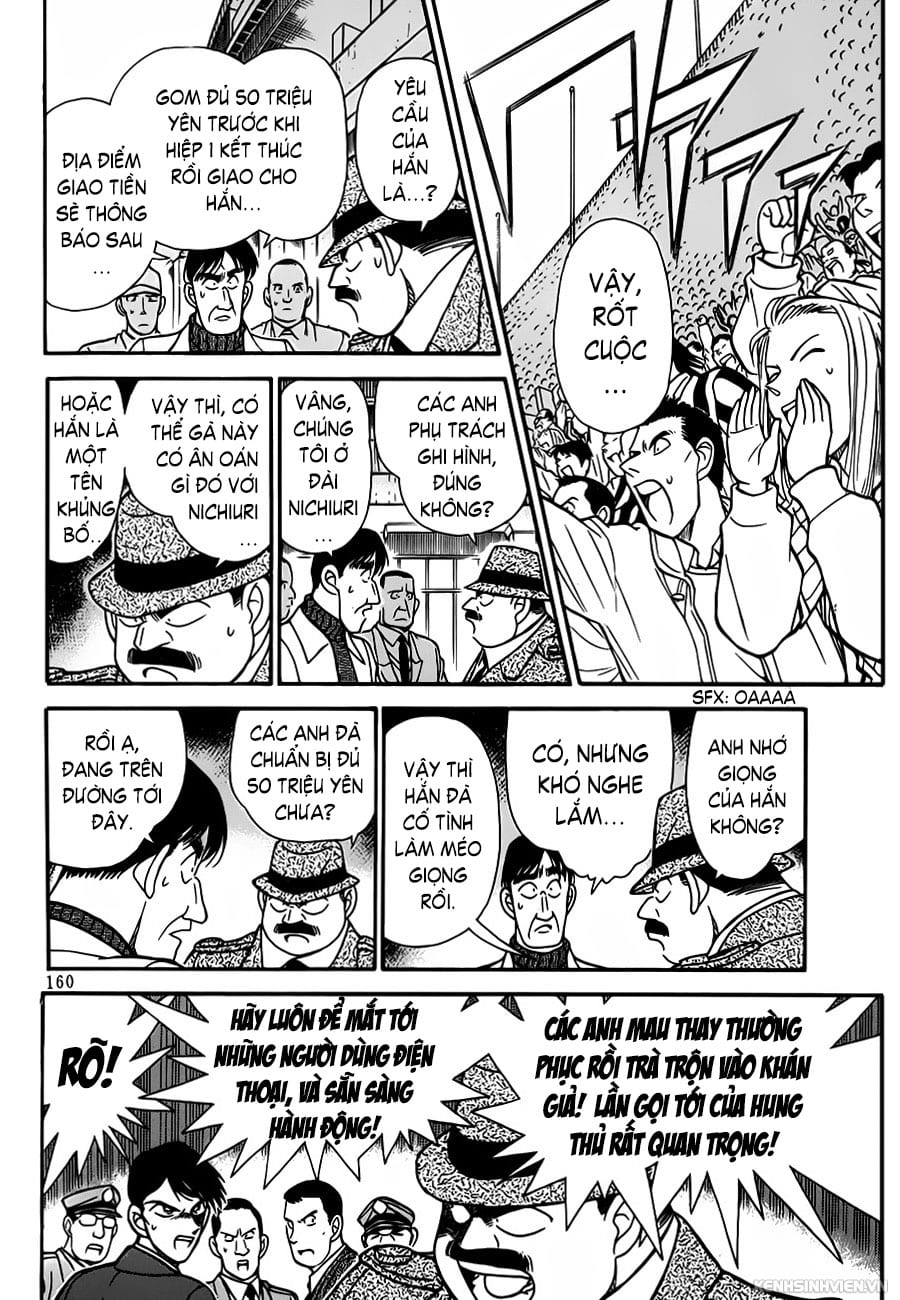 VẬY,
RỐT
CUỘC
...
SFX: OAAAA
YÊU
CẦU
CỦA
HẮN
LÀ...?
GOM ĐỦ 50 TRIỆU
YÊN TRƯỚC KHI
HIỆP 1 KẾT THÚC
RỒI GIAO CHO
HẮN...
ĐỊA ĐIỂM
GIAO TIỀN
SẼ THÔNG
BÁO SAU
...
CÁC ANH
PHỤ TRÁCH
GHI HÌNH,
ĐÚNG
KHÔNG?
VÂNG,
CHÚNG
TÔI Ở
ĐÀI
NICHIURI
...
VẬY THÌ, CÓ
THỂ GÃ NÀY
CÓ ÂN OÁN
GÌ ĐÓ VỚI
NICHIURI
...
HOẶC
HẮN LÀ
MỘT
TÊN
KHỦNG
BỐ..
ANH NHỚ
GIỌNG
CỦA HẮN
KHÔNG?
CÓ, NHƯNG
KHÓ NGHE
LẮM...
VẬY THÌ
HẮN ĐÃ
CỐ TÌNH
LÀM MÉO
GIỌNG
RỒI.
CÁC ANH ĐÃ
CHUẨN BỊ ĐỦ
50 TRIỆU YÊN
CHƯA?
RỒI Ạ,
ĐANG TRÊN
ĐƯỜNG TỚI
ĐÂY.
160
CÁC ANH MAU THAY THƯỜNG
PHỤC RỒI TRÀ TRỘN VÀO KHÁN
GIẢ! LẦN GỌI TỚI CỦA HUNG
THỦ RẤT QUAN TRỌNG!
HÃY LUÔN ĐỂ MẮT TỚI
NHỮNG NGƯỜI DÙNG ĐIỆN
THOẠI, VÀ SẴN SÀNG
HÀNH ĐỘNG!
RÕ!
KENHSINHVIEN.VN